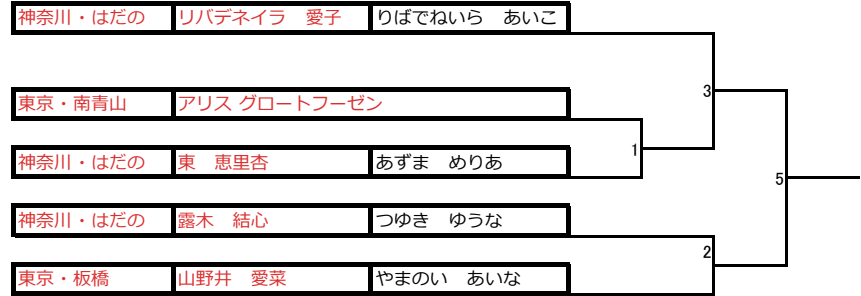 神奈川・はだの リバデネイラ　愛子 りばでねいら　あいこ
3
東京・南青山 アリス グロートフーゼン
1
神奈川・はだの 東　恵里杏 あずま　めりあ
5
神奈川・はだの 露木　結心 つゆき　ゆうな
2
東京・板橋 山野井　愛菜 やまのい　あいな